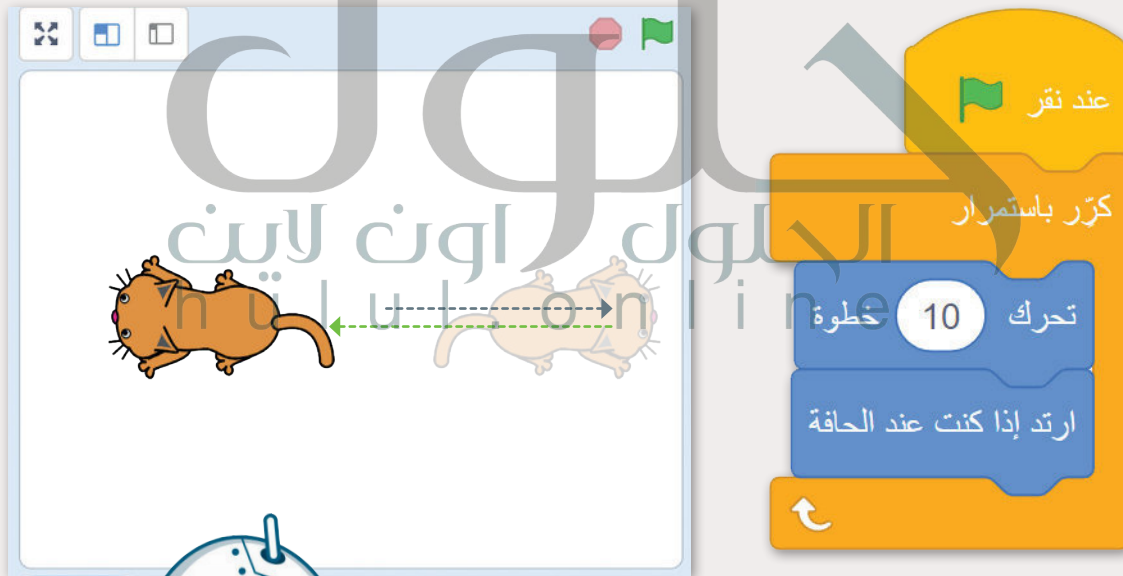 عند نقر
كرّر باستمرار
تحرك 10 خطوة
ارتد إذا كنت عند الحافة
حلول
الحلول اون لاين
hulul.online